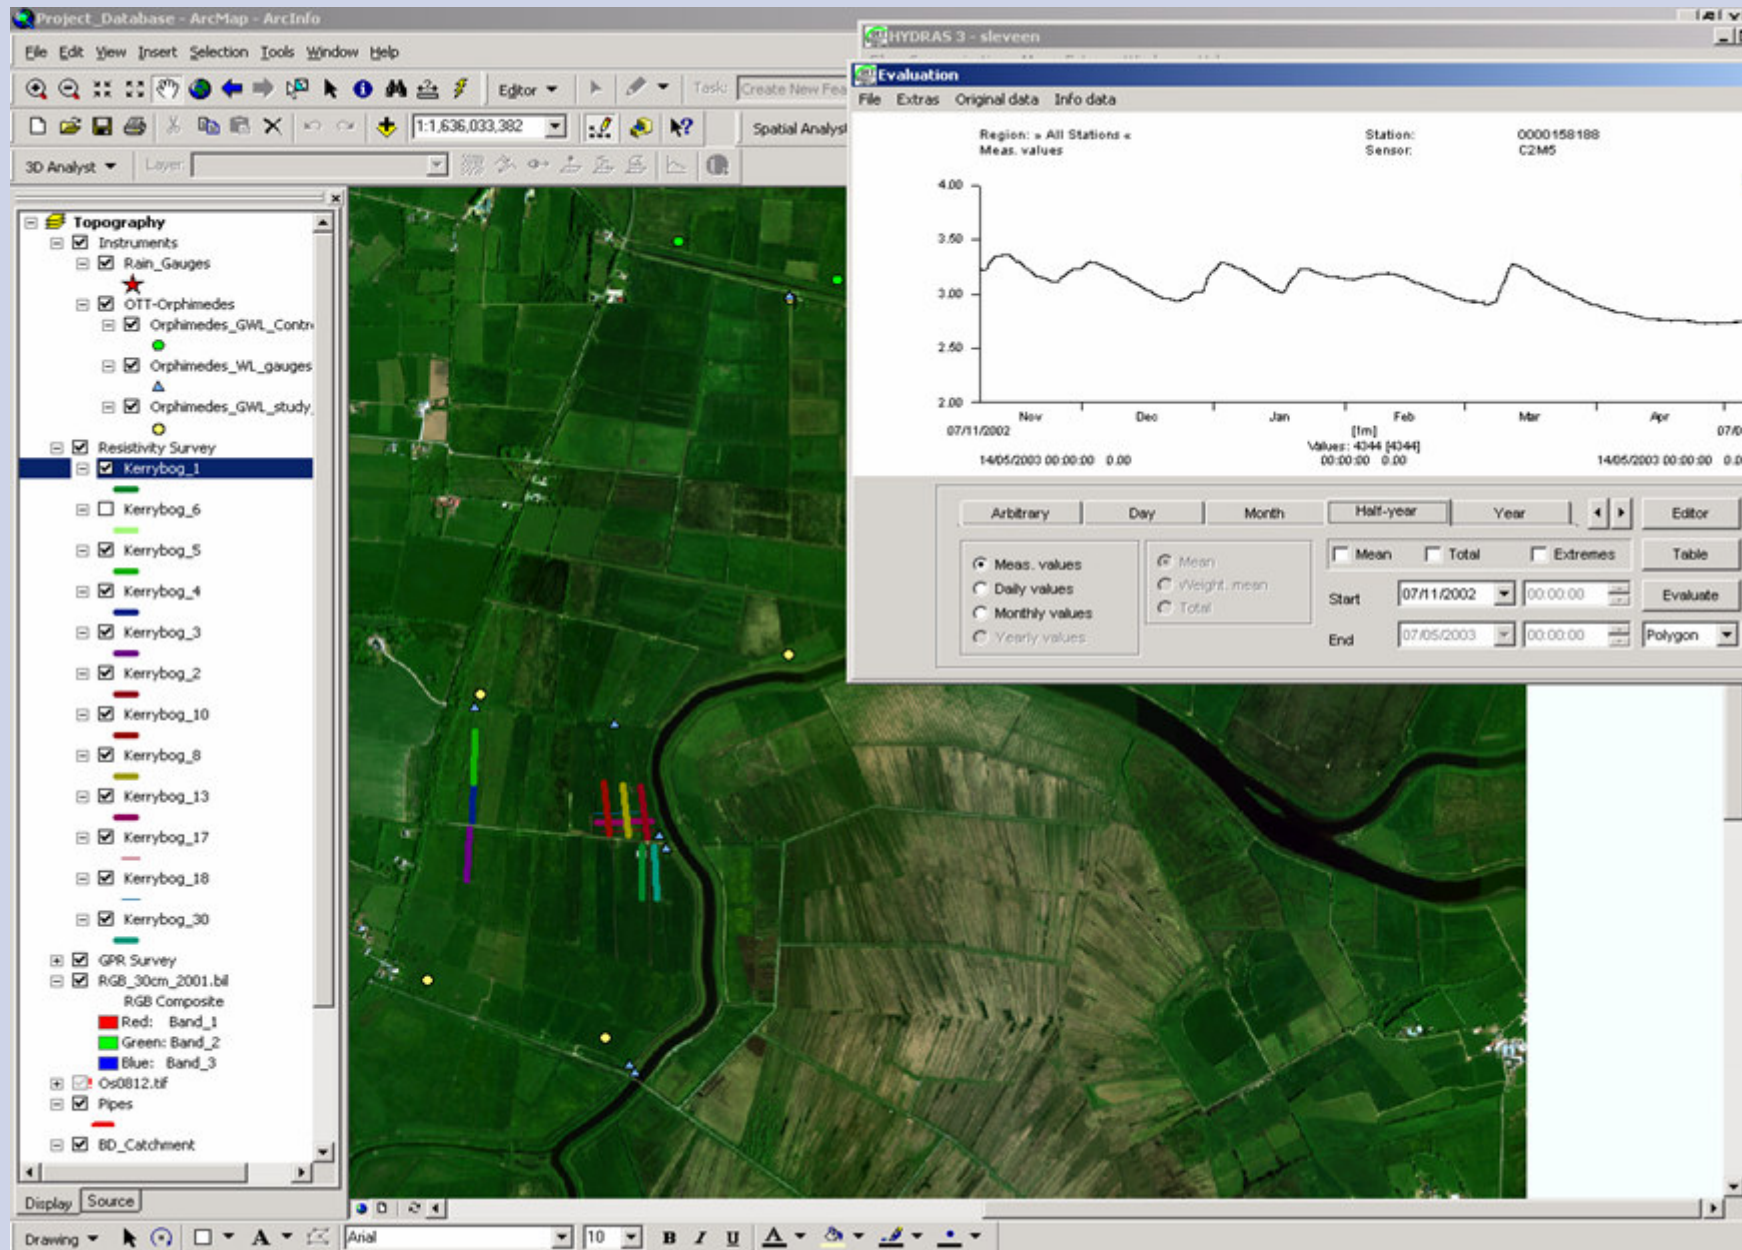 Project_Database - ArcMap - ArcInfo
File Edit View Insert Selection Tools Window Help
Editor
Task: Create New Fea
1:1,636,033,382
Spatial Analyst
3D Analyst
Layer:
Topography
Instruments
Rain_Gauges
OTT-Orphimedes
Orphimedes_GWL_Contr
Orphimedes_WL_gauges
Orphimedes_GWL_study_
Resistivity Survey
Kerrybog_1
Kerrybog_6
Kerrybog_5
Kerrybog_4
Kerrybog_3
Kerrybog_2
Kerrybog_10
Kerrybog_8
Kerrybog_13
Kerrybog_17
Kerrybog_18
Kerrybog_30
GPR Survey
RGB_30cm_2001.bil
RGB Composite
Red: Band_1
Green: Band_2
Blue: Band_3
Os0812.tif
Pipes
BD_Catchment
Display Source
Drawing
A
Arial
10
B I U A
HYDRAS 3 - sleveen
Evaluation
File Extras Original data Info data
Region: » All Stations « Station: 0000158188
Meas. values Sensor: C2M5
4.00
3.50
3.00
2.50
2.00
Nov Dec Jan Feb Mar Apr
07/11/2002 [1m] 07/0
Values: 4344 [4344]
14/05/2003 00:00:00 0.00 00:00:00 0.00 14/05/2003 00:00:00 0.0
Arbitrary Day Month Half-year Year Editor
Meas. values Mean Mean Total Extremes Table
Daily values Weight. mean
Monthly values Total Start 07/11/2002 00:00:00 Evaluate
Yearly values End 07/05/2003 00:00:00 Polygon